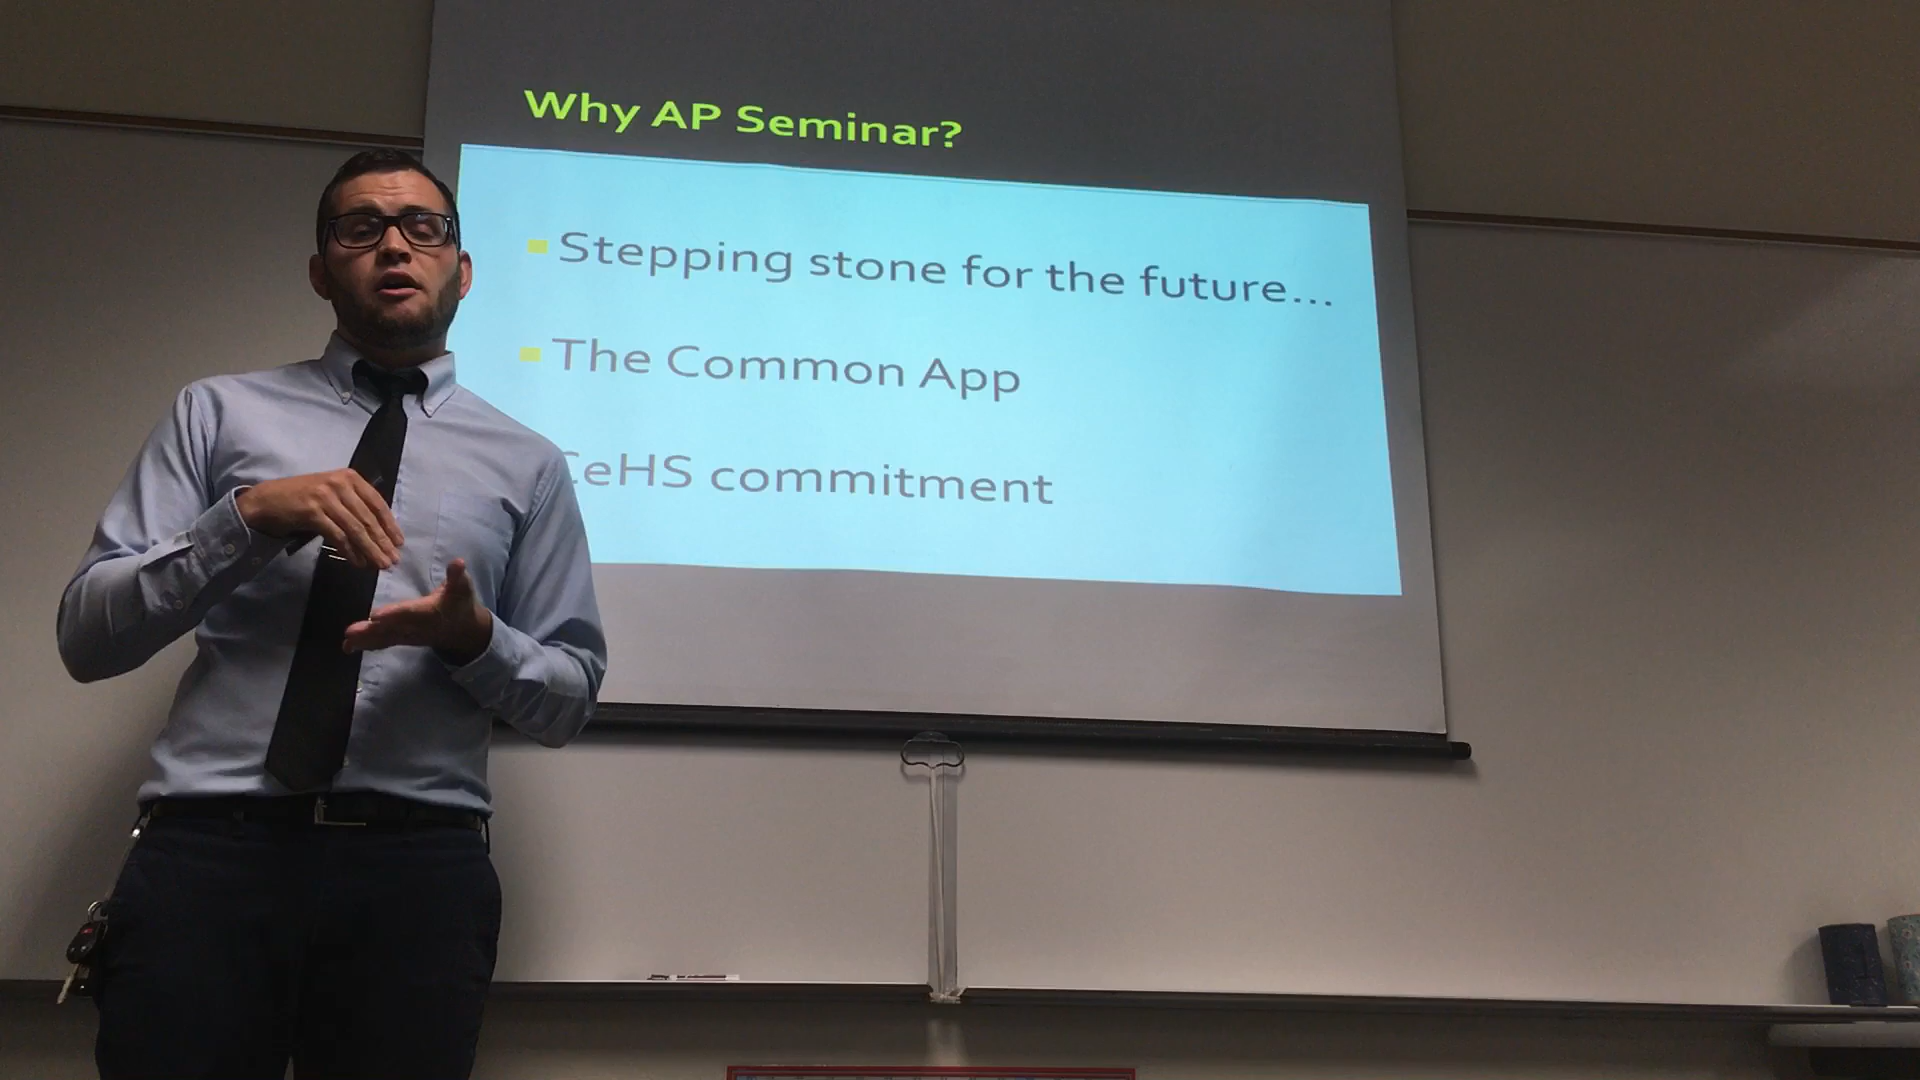 Why AP Seminar?
Stepping stone for the future...
The Common App
CeHS commitment